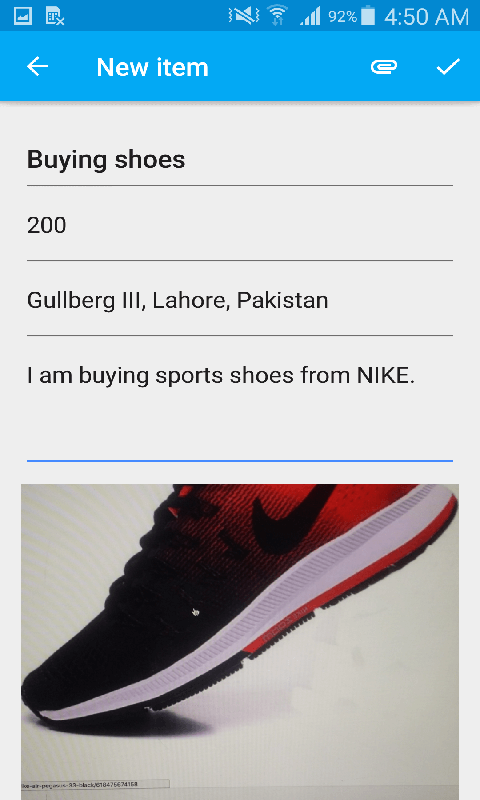 92% 4:50 AM
New item
Buying shoes
200
Gullberg III, Lahore, Pakistan
I am buying sports shoes from NIKE.